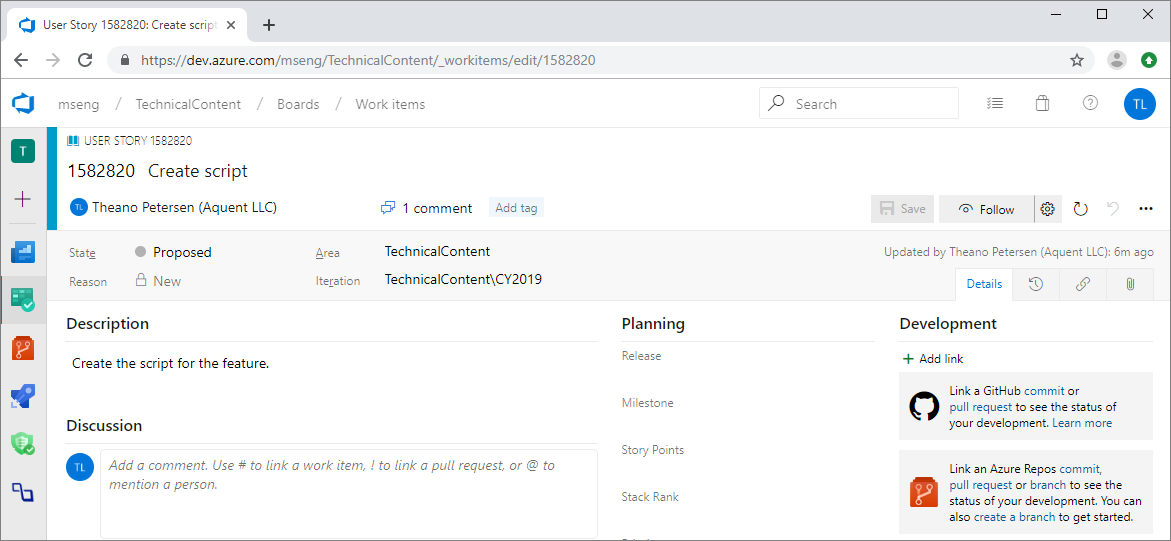 User Story 1582820: Create script
https://dev.azure.com/mseng/TechnicalContent/_workitems/edit/1582820
mseng / TechnicalContent / Boards / Work items
Search
TL
T
USER STORY 1582820
1582820 Create script
TL Theano Petersen (Aquent LLC)
1 comment
Add tag
Save
Follow
State Proposed
Area TechnicalContent
Updated by Theano Petersen (Aquent LLC): 6m ago
Reason New
Iteration TechnicalContent\CY2019
Details
Description
Create the script for the feature.
Discussion
TL
Add a comment. Use # to link a work item, ! to link a pull request, or @ to
mention a person.
Planning
Release
Milestone
Story Points
Stack Rank
Development
+ Add link
Link a GitHub commit or
pull request to see the status of
your development. Learn more
Link an Azure Repos commit,
pull request or branch to see the
status of your development. You can
also create a branch to get started.